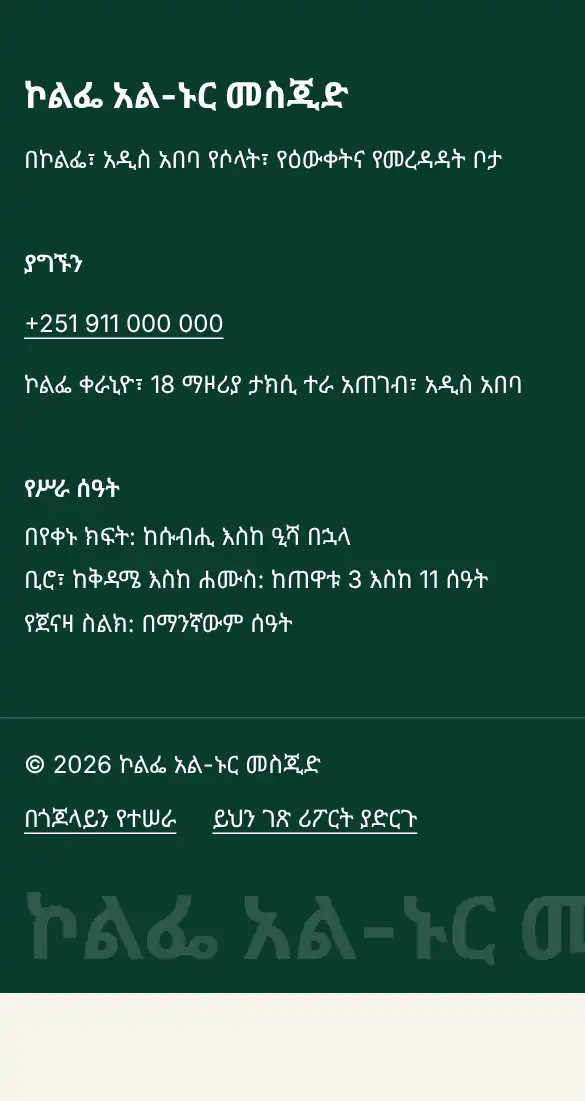 ኮልፌ አል-ኑር መስጂድ
በኮልፌ፣ አዲስ አበባ የሶላት፣ የዕውቀትና የመረዳዳት ቦታ
ያግኙን
+251 911 000 000
ኮልፌ ቀራኒዮ፣ 18 ማዞሪያ ታክሲ ተራ አጠገብ፣ አዲስ አበባ
የሥራ ሰዓት
በየቀኑ ክፍት: ከሱብሒ እስከ ዒሻ በኋላ
ቢሮ፣ ከቅዳሜ እስከ ሐሙስ: ከጠዋቱ 3 እስከ 11 ሰዓት
የጀናዛ ስልክ: በማንኛውም ሰዓት
© 2026 ኮልፌ አል-ኑር መስጂድ
በጎጆላይን የተሠራ ይህን ገጽ ሪፖርት ያድርጉ
ኮልፌ አል-ኑር መ